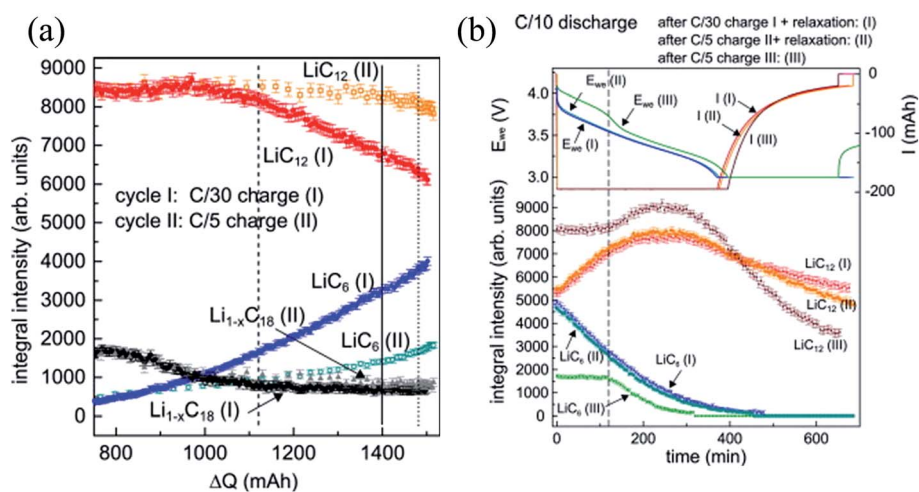 (a)
9000
8000
7000
6000
5000
4000
3000
2000
1000
0
integral intensity (arb. units)
LiC₁₂ (II)
LiC₁₂ (I)
cycle I: C/30 charge (I)
cycle II: C/5 charge (II)
LiC₆ (I)
Li₁₋ₓC₁₈ (II)
LiC₆ (II)
Li₁₋ₓC₁₈ (I)
800 1000 1200 1400
ΔQ (mAh)
(b)
C/10 discharge
after C/30 charge I + relaxation: (I)
after C/5 charge II+ relaxation: (II)
after C/5 charge III: (III)
4.0
3.5
3.0
E_we (V)
E_we (II)
E_we (III)
E_we (I)
I (I)
I (II)
I (III)
0
-100
-200
I (mAh)
9000
8000
7000
6000
5000
4000
3000
2000
1000
0
integral intensity (arb. units)
LiC₁₂ (I)
LiC₁₂ (II)
LiC₁₂ (III)
LiC₆ (II)
LiC₆ (I)
LiC₆ (III)
0 200 400 600
time (min)